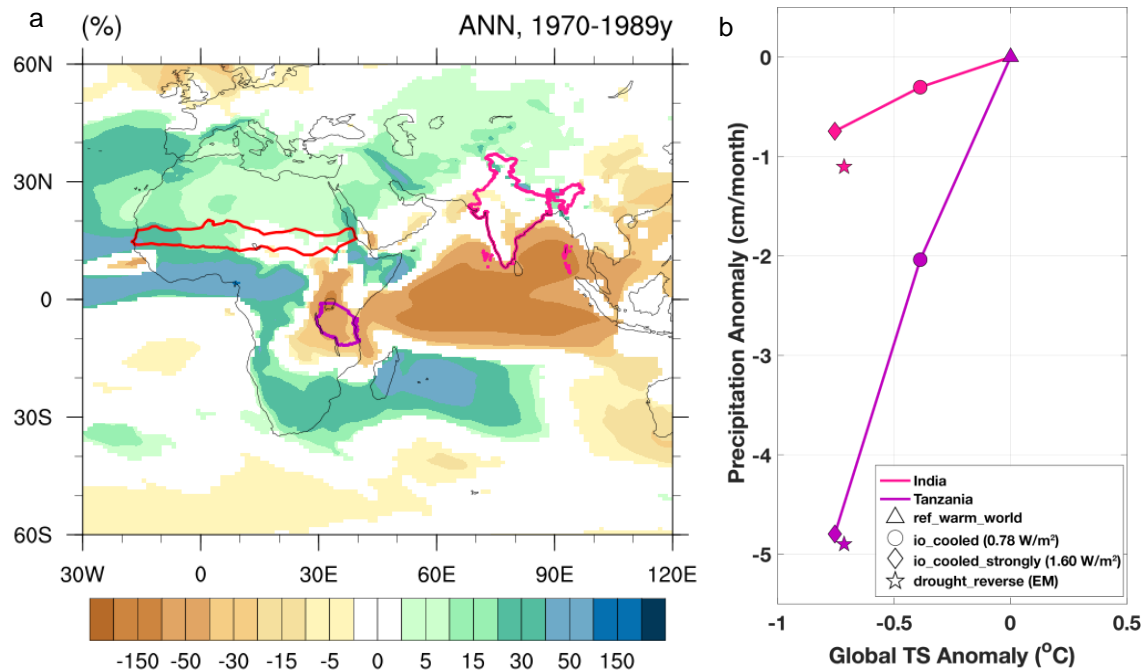 a
(%)
ANN, 1970-1989y
60N
30N
0
30S
60S
30W
0
30E
60E
90E
120E
-150
-50
-30
-15
-5
0
5
15
30
50
150
b
Precipitation Anomaly (cm/month)
0
-1
-2
-3
-4
-5
India
Tanzania
ref_warm_world
io_cooled (0.78 W/m²)
io_cooled_strongly (1.60 W/m²)
drought_reverse (EM)
-1
-0.5
0
0.5
Global TS Anomaly (°C)